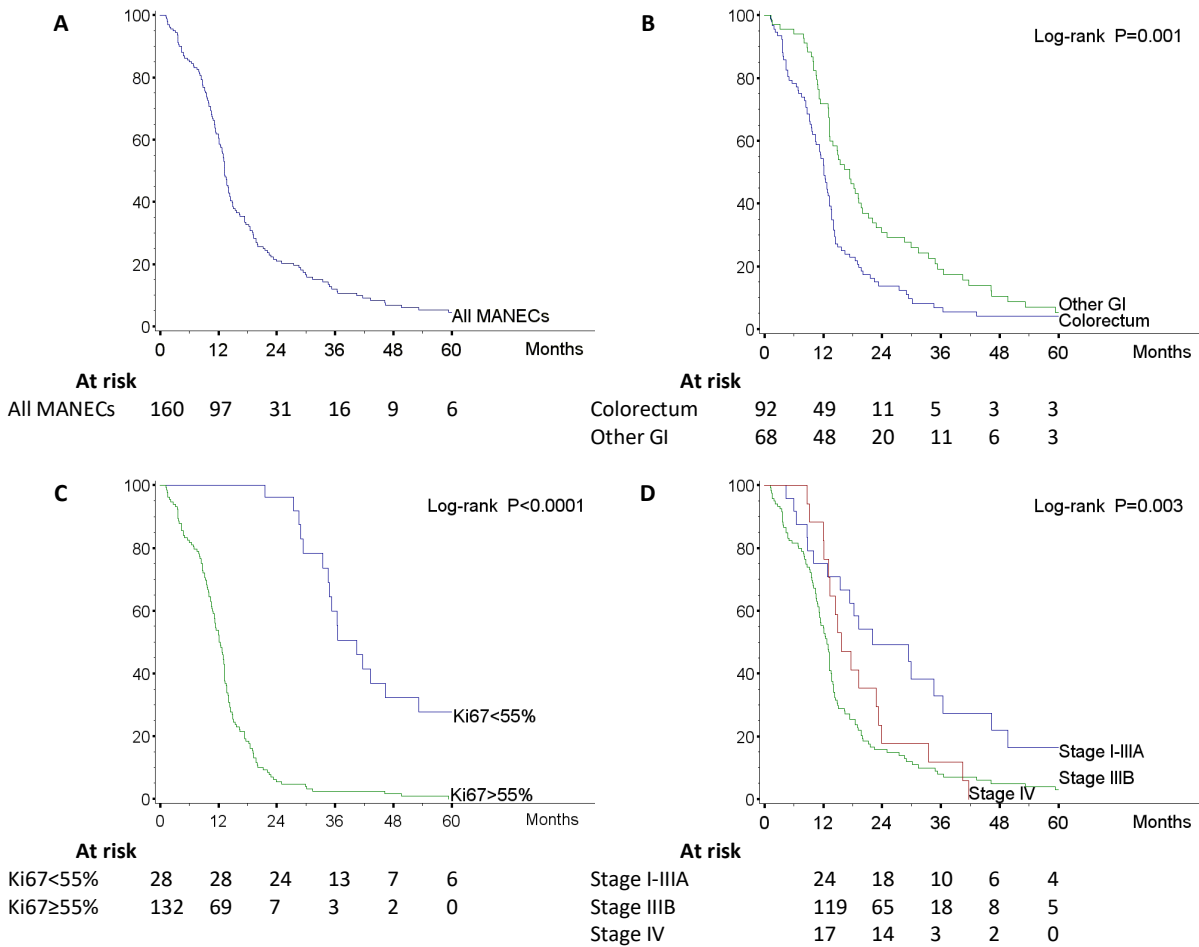 A
100
80
60
40
20
0
All MANECs
0 12 24 36 48 60 Months
At risk
All MANECs 160 97 31 16 9 6
B
Log-rank P=0.001
100
80
60
40
20
0
Other GI
Colorectum
0 12 24 36 48 60 Months
At risk
Colorectum 92 49 11 5 3 3
Other GI 68 48 20 11 6 3
C
Log-rank P<0.0001
100
80
60
40
20
0
Ki67<55%
Ki67>55%
0 12 24 36 48 60 Months
At risk
Ki67<55% 28 28 24 13 7 6
Ki67≥55% 132 69 7 3 2 0
D
Log-rank P=0.003
100
80
60
40
20
0
Stage I-IIIA
Stage IIIB
Stage IV
0 12 24 36 48 60 Months
At risk
Stage I-IIIA 24 18 10 6 4
Stage IIIB 119 65 18 8 5
Stage IV 17 14 3 2 0